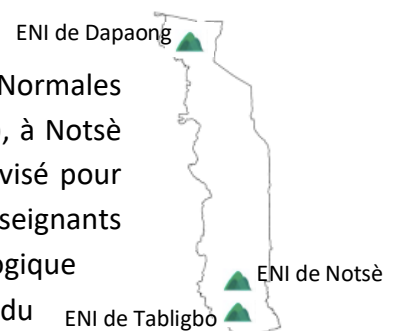 ENI de Dapaong
Normales
, à Notsè
visé pour
seignants
ogique
ENI de Notsè
du
ENI de Tabligbo